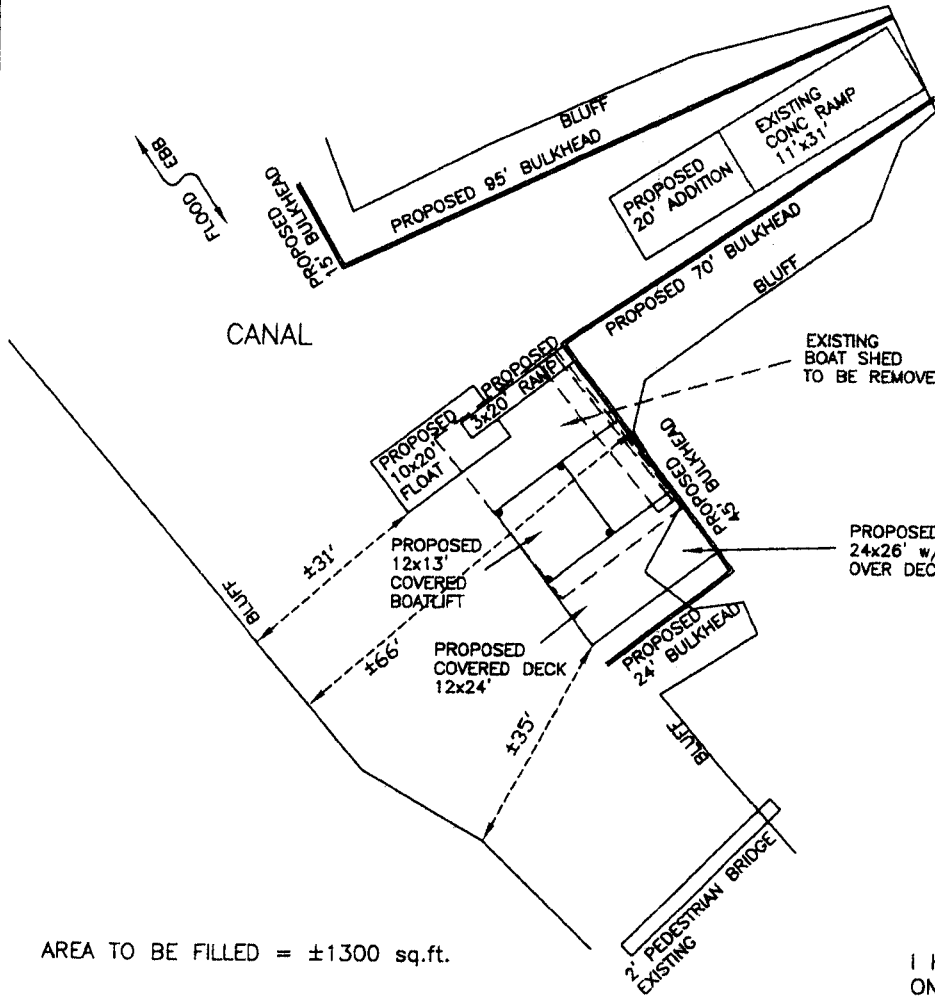 BLUFF
EXISTING
CONC RAMP
11'x31'
PROPOSED 95' BULKHEAD
PROPOSED
20' ADDITION
EBB
FLOOD
PROPOSED
15' BULKHEAD
PROPOSED 70' BULKHEAD
BLUFF
CANAL
EXISTING
BOAT SHED
TO BE REMOVE
PROPOSED
3x20' RAMP
PROPOSED
10x20'
FLOAT
PROPOSED
45' BULKHEAD
±31'
PROPOSED
12x13'
COVERED
BOATLIFT
PROPOSED
24x26' w/
OVER DEC
BLUFF
±66'
PROPOSED
COVERED DECK
12x24'
PROPOSED
24' BULKHEAD
±35'
BLUFF
2' PEDESTRIAN BRIDGE
EXISTING
AREA TO BE FILLED = ±1300 sq.ft.
I H
ON